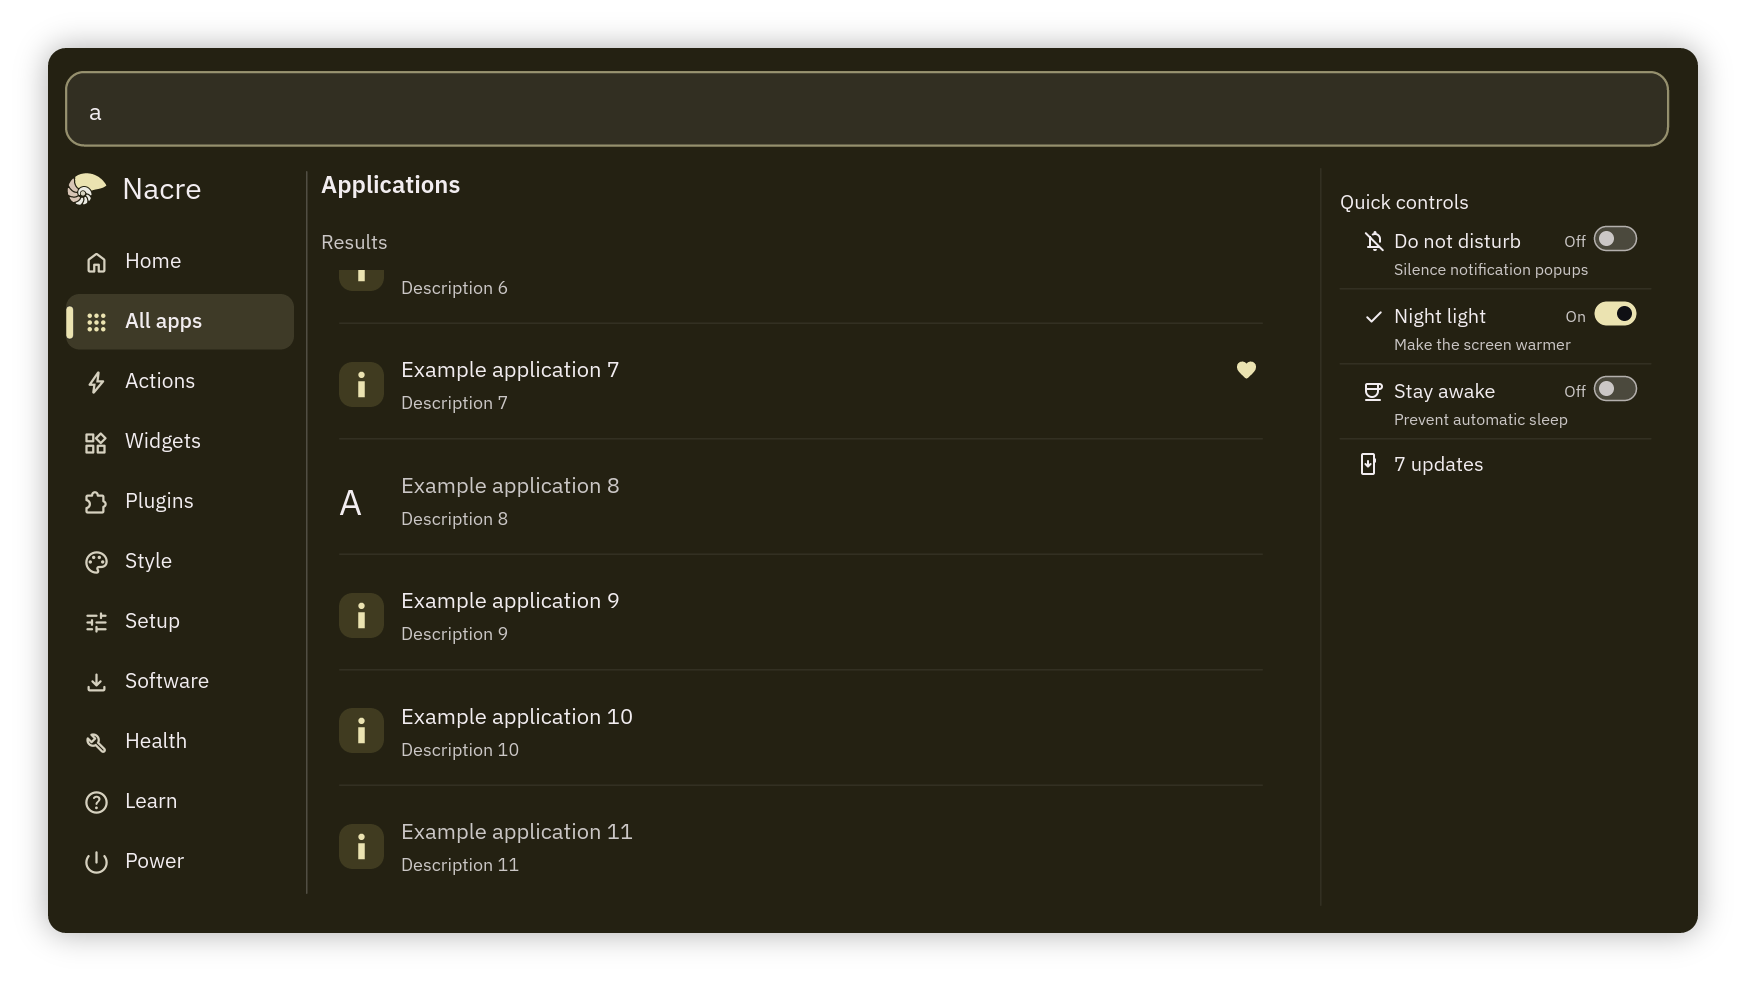 a
Nacre
Home
All apps
Actions
Widgets
Plugins
Style
Setup
Software
Health
Learn
Power
Applications
Results
Description 6
Example application 7
Description 7
A
Example application 8
Description 8
Example application 9
Description 9
Example application 10
Description 10
Example application 11
Description 11
Quick controls
Do not disturb Off
Silence notification popups
Night light On
Make the screen warmer
Stay awake Off
Prevent automatic sleep
7 updates